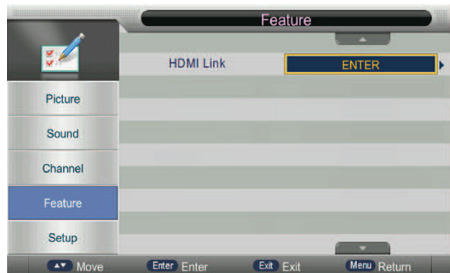 Feature
HDMI Link ENTER
Picture
Sound
Channel
Feature
Setup
Move Enter Enter Exit Exit Menu Return